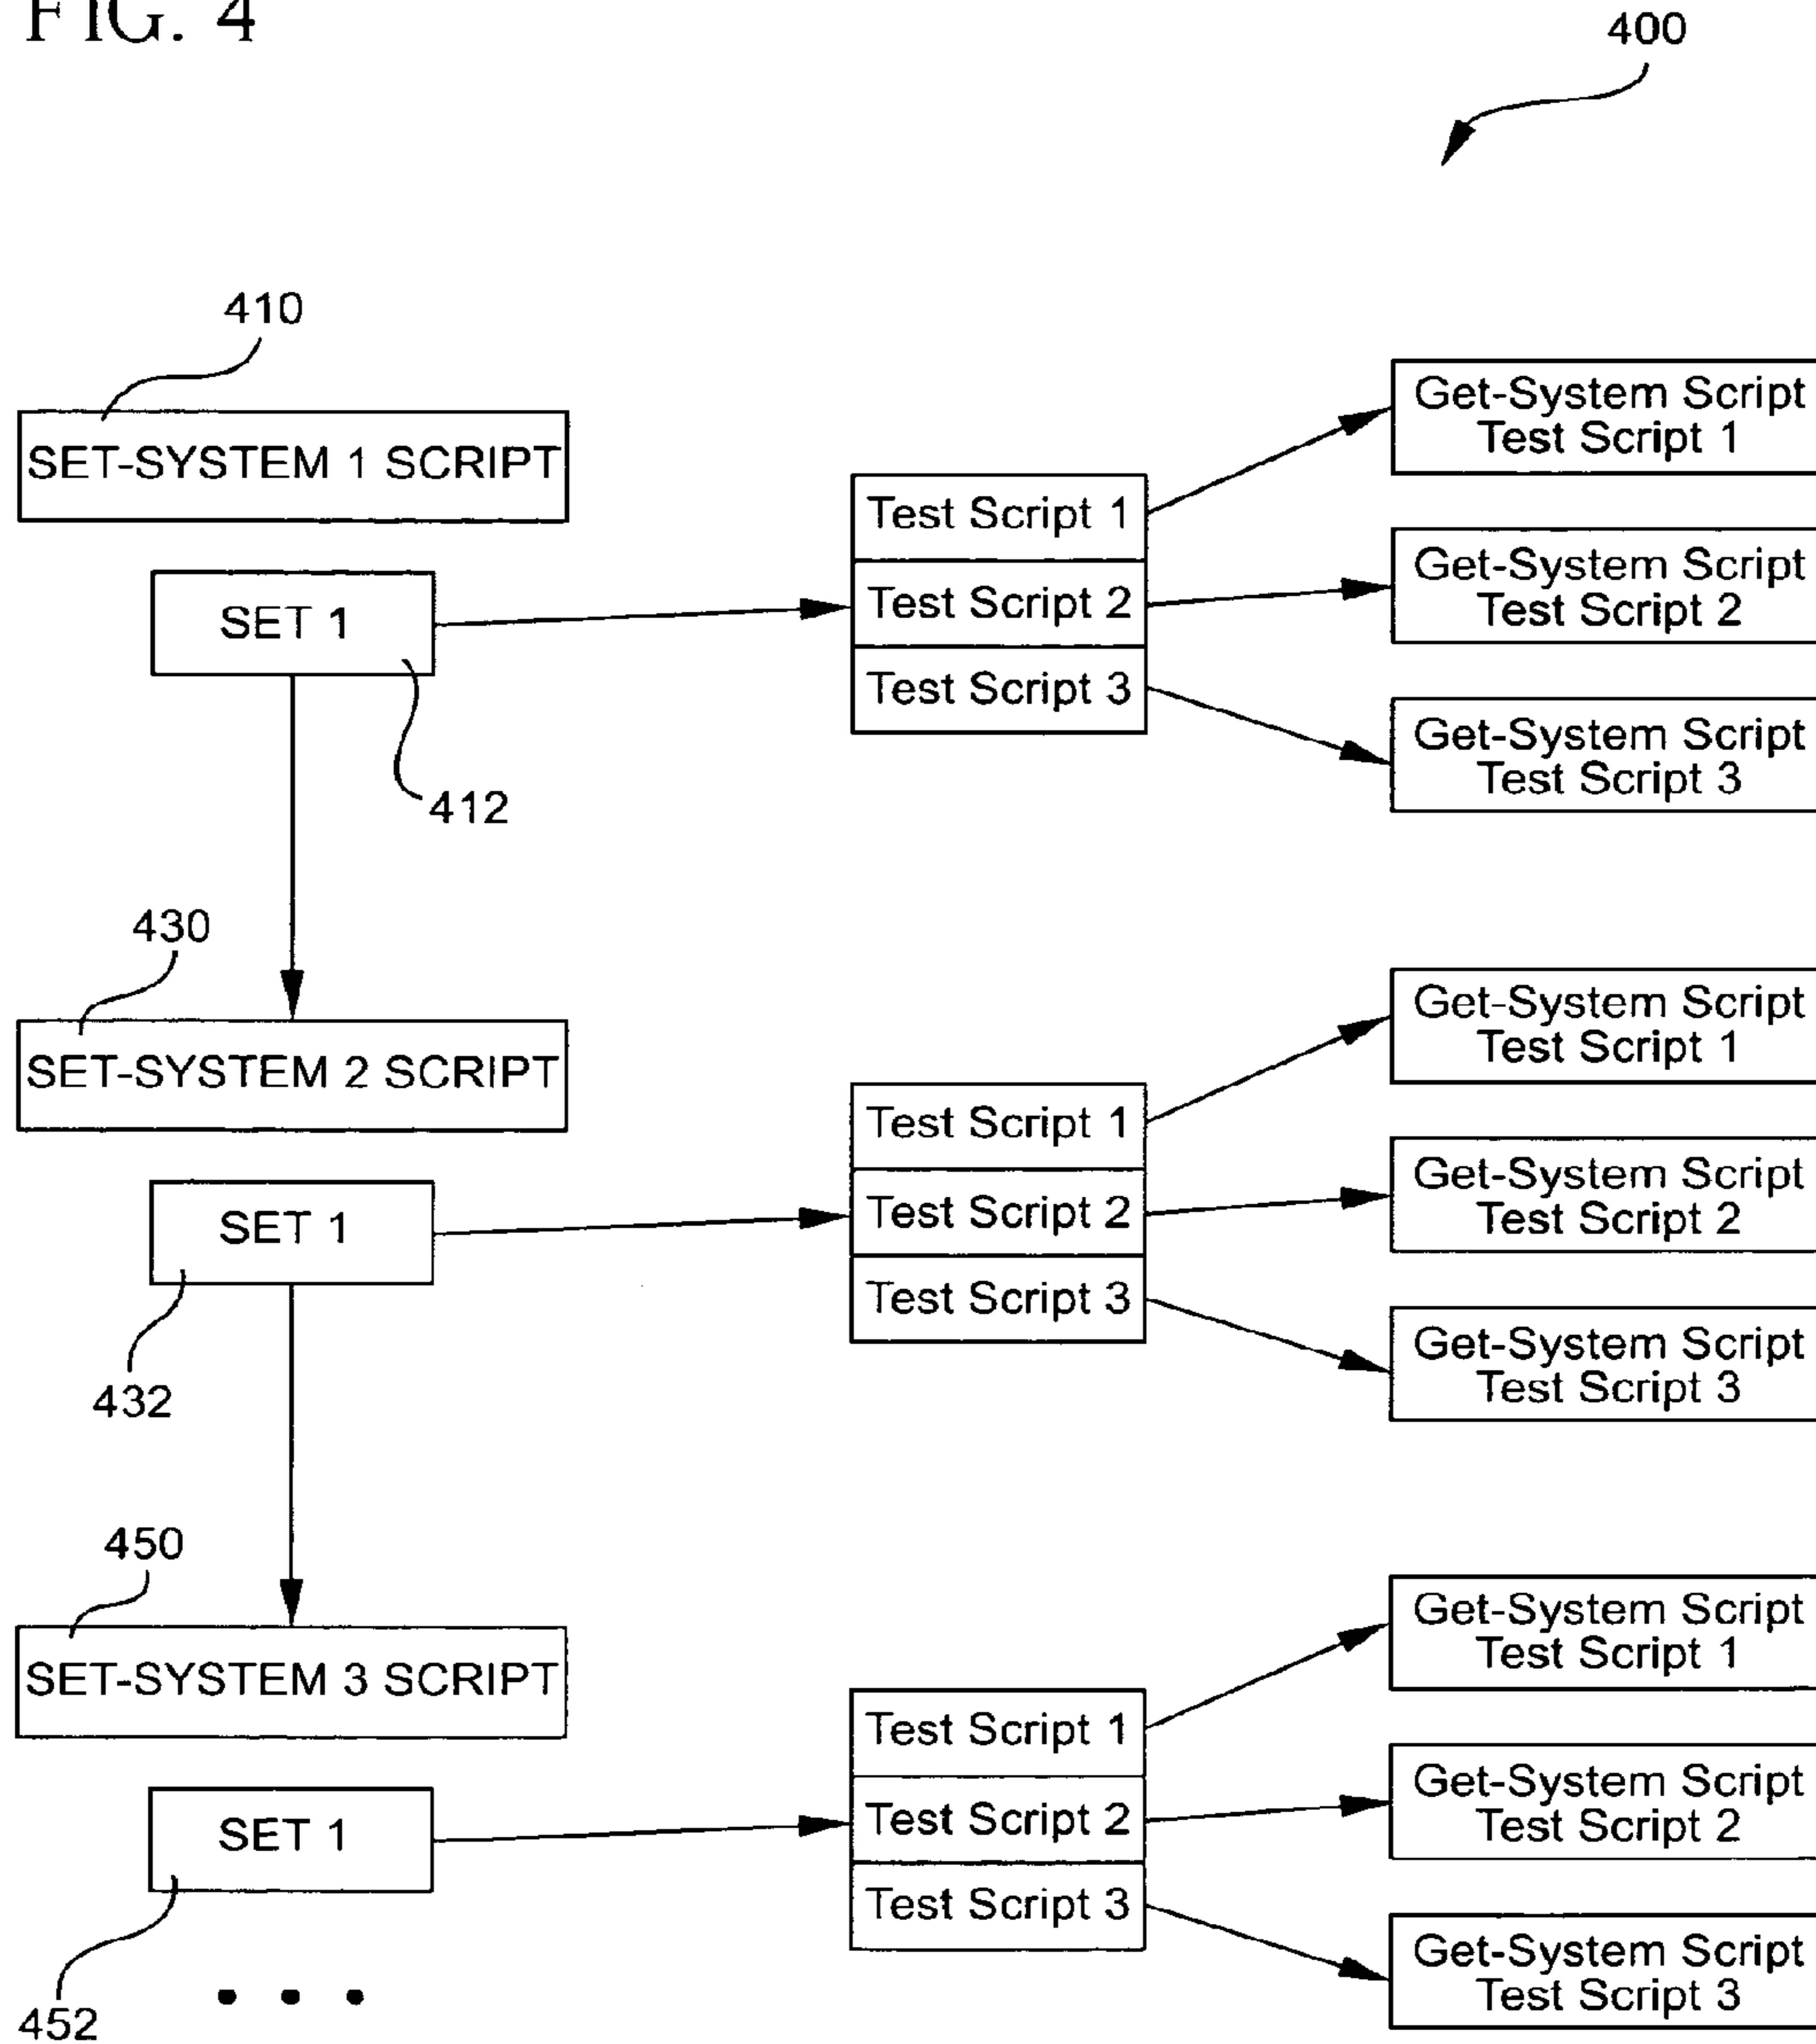 FIG. 4
400
410
SET-SYSTEM 1 SCRIPT
SET 1
412
Test Script 1
Test Script 2
Test Script 3
Get-System Script
Test Script 1
Get-System Script
Test Script 2
Get-System Script
Test Script 3
430
SET-SYSTEM 2 SCRIPT
SET 1
432
Test Script 1
Test Script 2
Test Script 3
Get-System Script
Test Script 1
Get-System Script
Test Script 2
Get-System Script
Test Script 3
450
SET-SYSTEM 3 SCRIPT
SET 1
452
Test Script 1
Test Script 2
Test Script 3
Get-System Script
Test Script 1
Get-System Script
Test Script 2
Get-System Script
Test Script 3
• • •